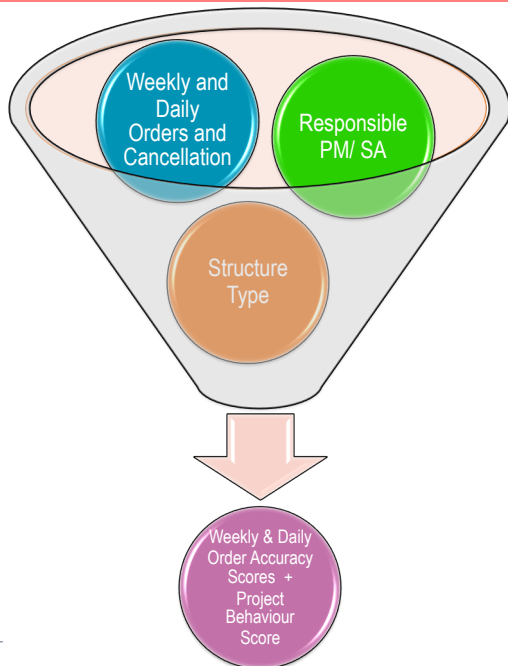 Weekly and
Daily
Orders and
Cancellation
Responsible
PM/ SA
Structure
Type
Weekly & Daily
Order Accuracy
Scores +
Project
Behaviour
Score